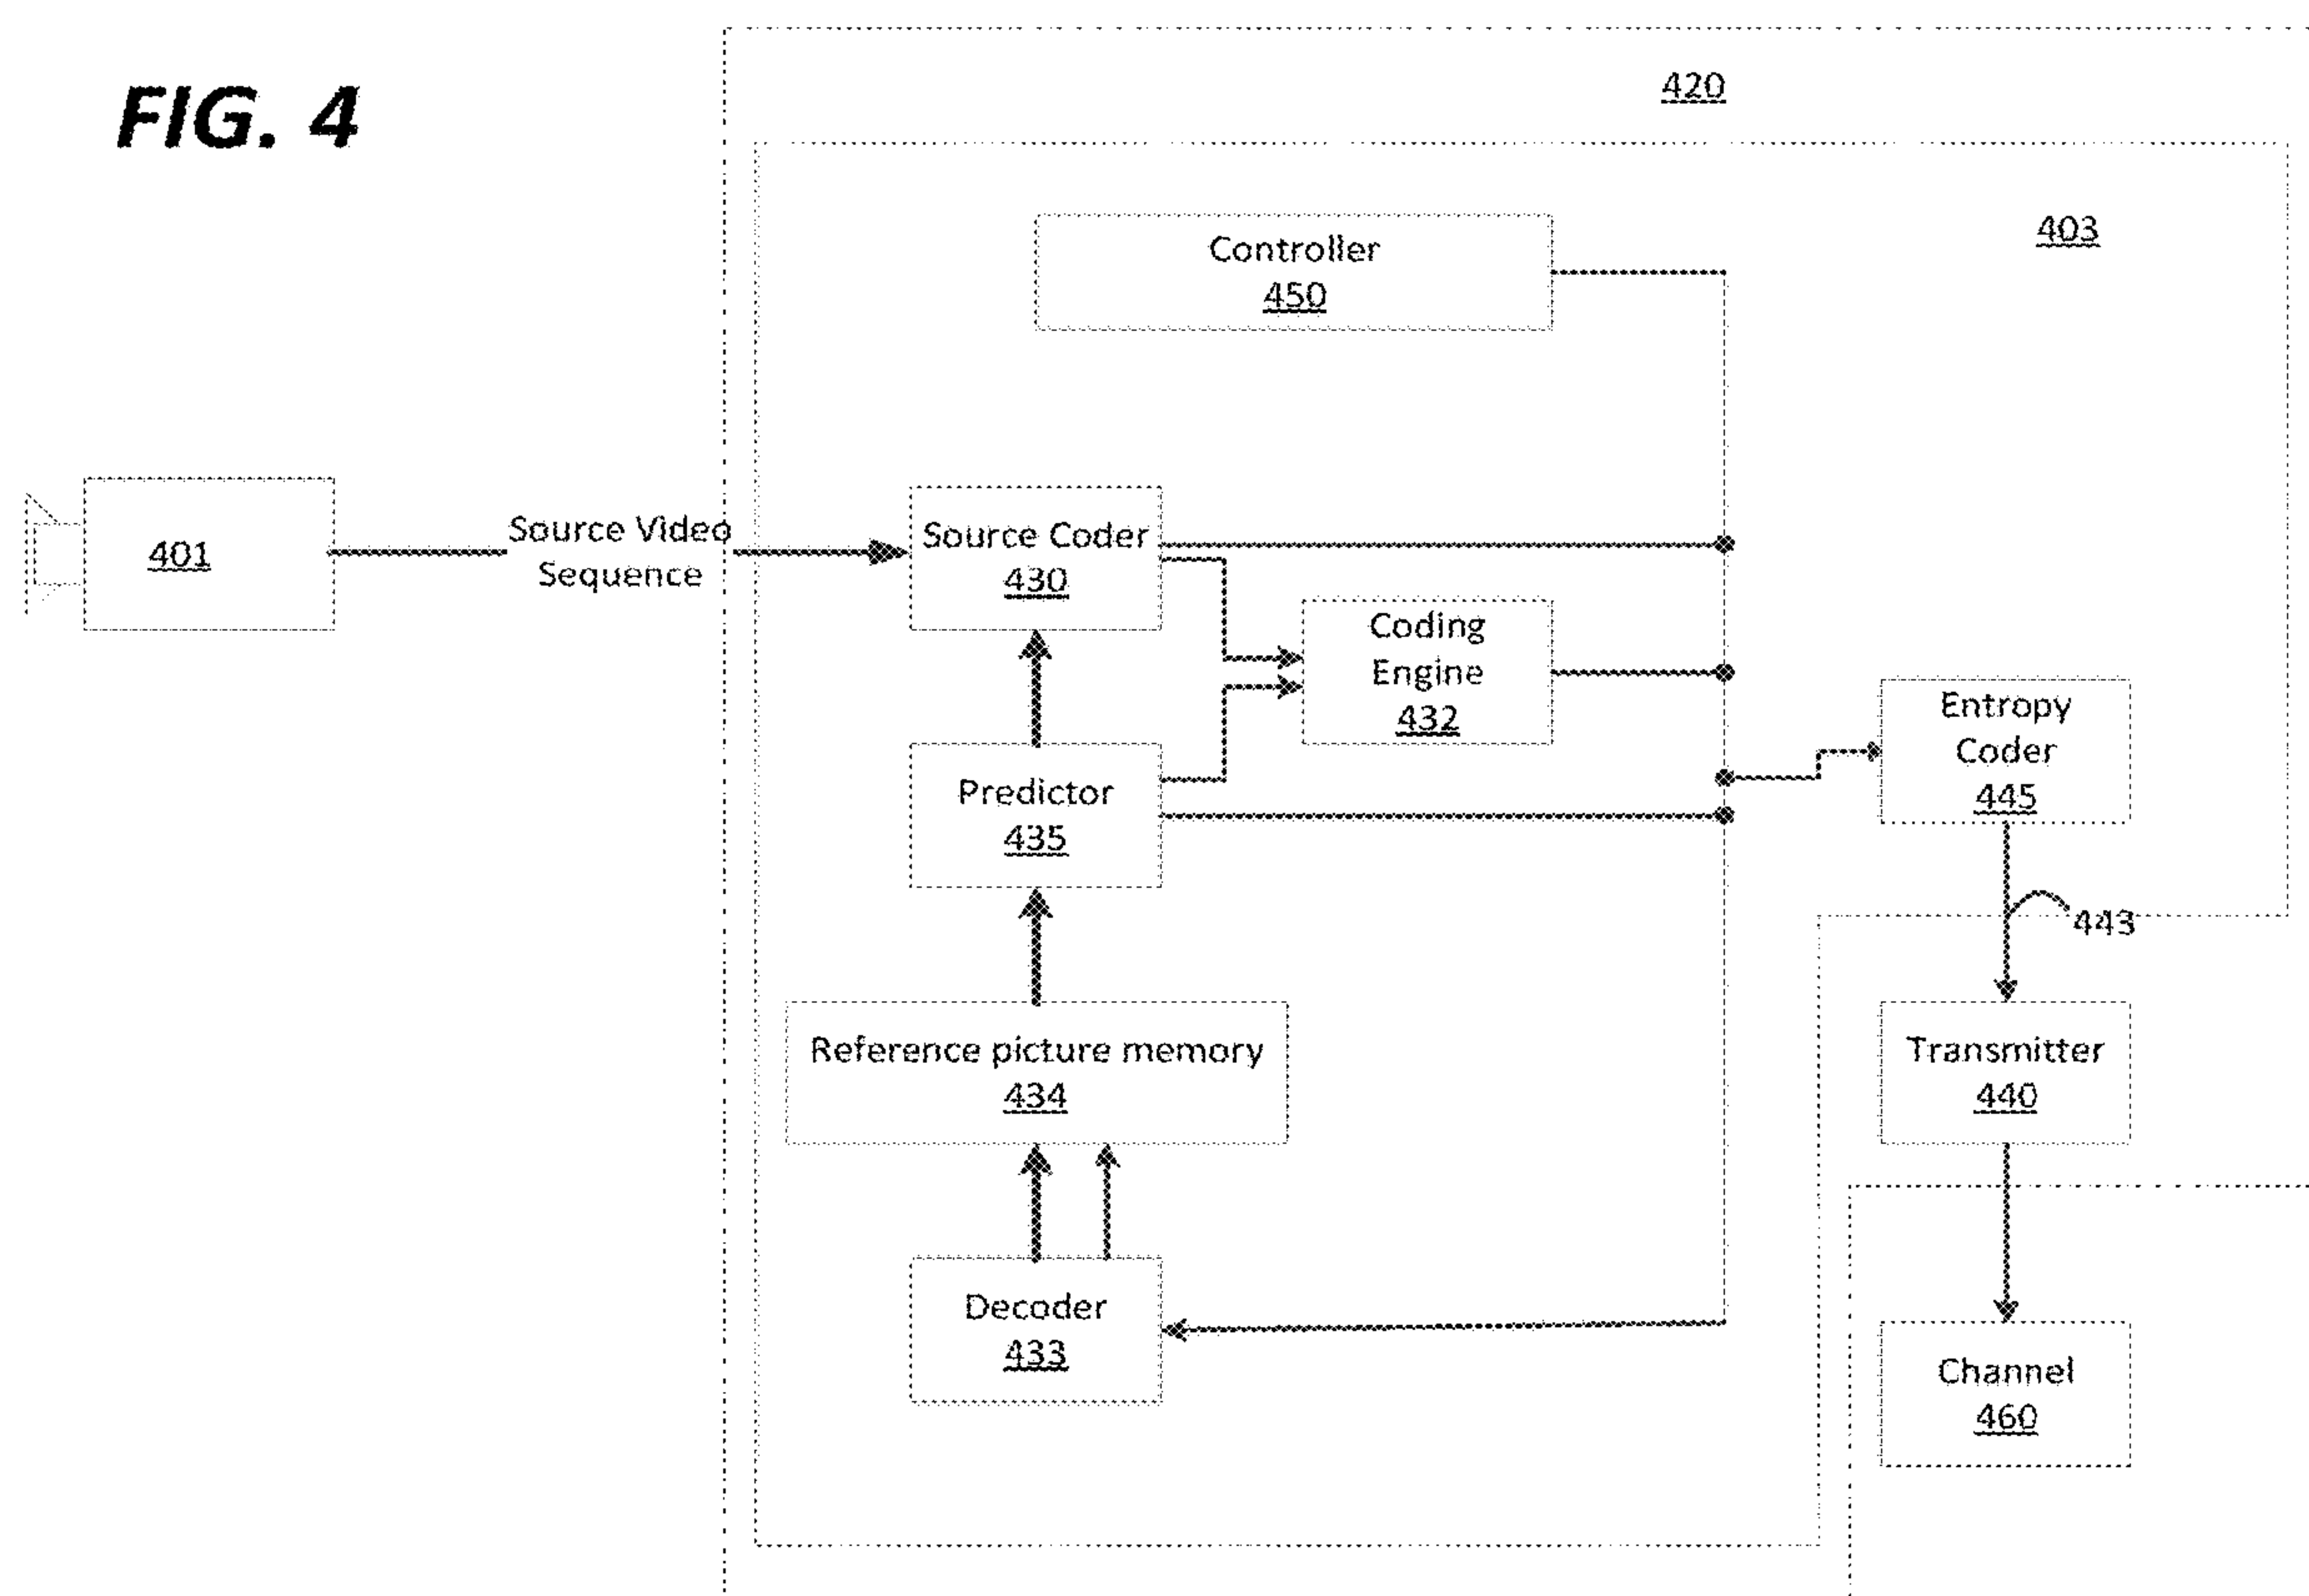 FIG. 4
420
403
Controller
450
401
Source Video
Sequence
Source Coder
430
Coding
Engine
432
Entropy
Coder
445
Predictor
435
443
Reference picture memory
434
Transmitter
440
Decoder
433
Channel
460